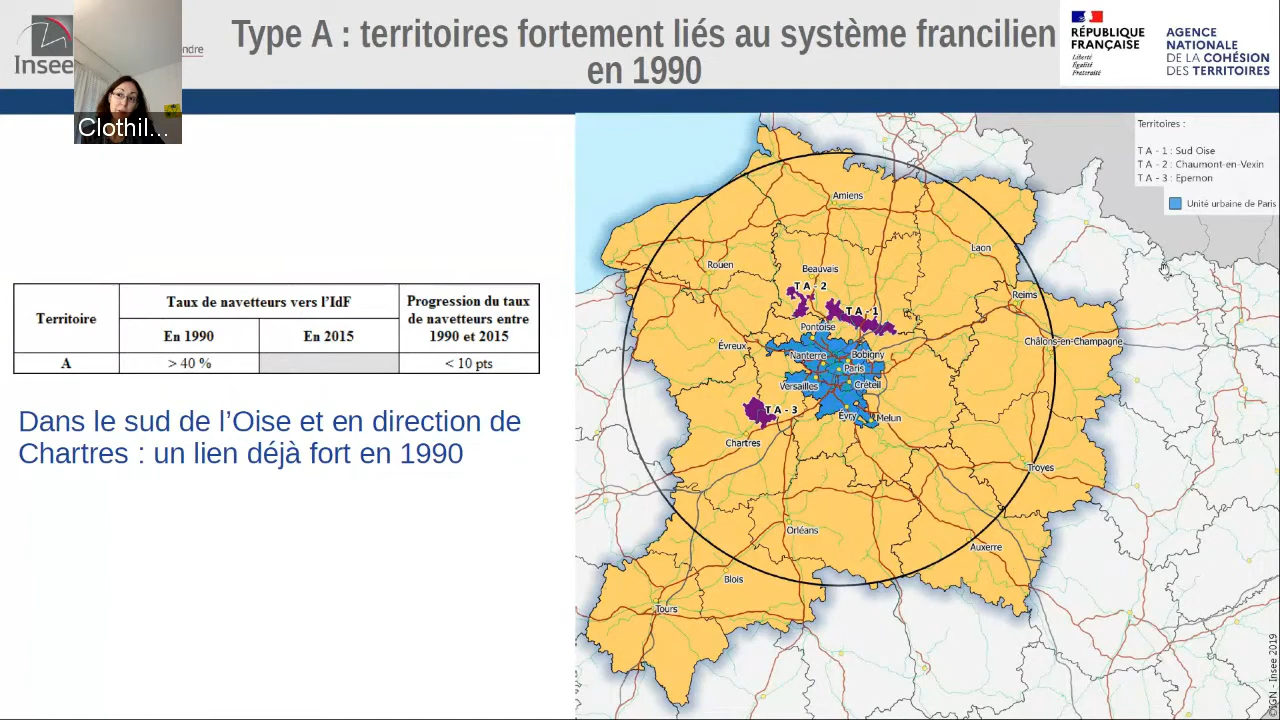 Insee
ndre
Clothil...
Type A : territoires fortement liés au système francilien
en 1990
RÉPUBLIQUE
FRANÇAISE
Liberté
Égalité
Fraternité
AGENCE
NATIONALE
DE LA COHÉSION
DES TERRITOIRES
Territoire
Taux de navetteurs vers l’IdF
Progression du taux
de navetteurs entre
1990 et 2015
En 1990
En 2015
A
> 40 %
< 10 pts
Dans le sud de l’Oise et en direction de
Chartres : un lien déjà fort en 1990
Territoires :
T A - 1 : Sud Oise
T A - 2 : Chaumont-en-Vexin
T A - 3 : Epernon
Unité urbaine de Paris
Amiens
Laon
Rouen
Beauvais
T A - 2
Reims
T A - 1
Pontoise
Châlons-en-Champagne
Évreux
Nanterre
Bobigny
Paris
Versailles
Créteil
T A - 3
Évry
Melun
Chartres
Troyes
Orléans
Auxerre
Blois
Tours
©IGN - Insee 2019